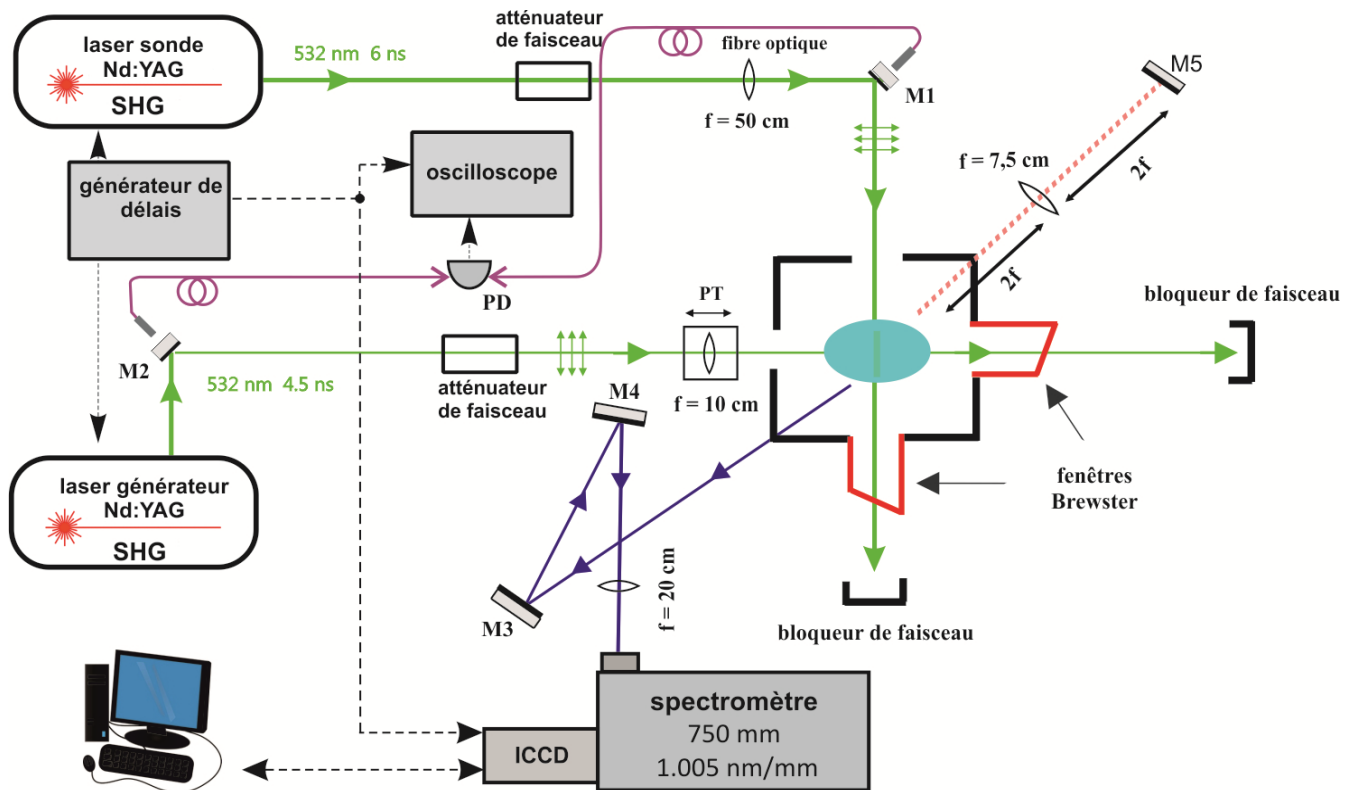 laser sonde
Nd:YAG
SHG
532 nm 6 ns
atténuateur
de faisceau
fibre optique
f = 50 cm
M1
M5
f = 7,5 cm
2f
2f
générateur de
délais
oscilloscope
PD
M2
532 nm 4.5 ns
atténuateur
de faisceau
PT
f = 10 cm
bloqueur de faisceau
laser générateur
Nd:YAG
SHG
M4
M3
f = 20 cm
fenêtres
Brewster
bloqueur de faisceau
spectromètre
750 mm
1.005 nm/mm
ICCD